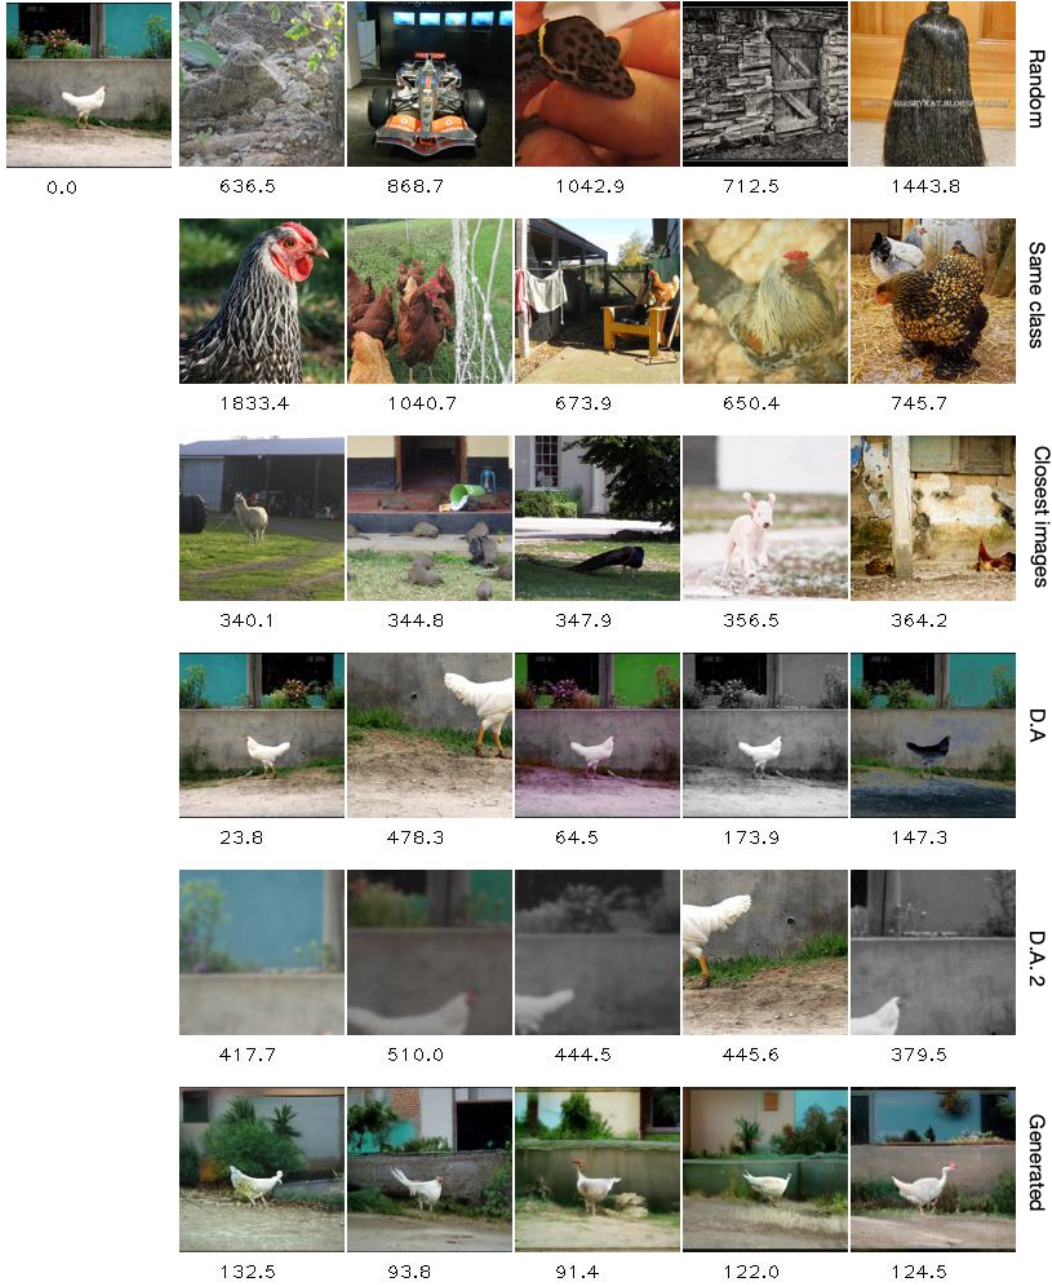 Random
0.0 636.5 868.7 1042.9 712.5 1443.8
Same class
1833.4 1040.7 673.9 650.4 745.7
Closest images
340.1 344.8 347.9 356.5 364.2
D.A
23.8 478.3 64.5 173.9 147.3
D.A. 2
417.7 510.0 444.5 445.6 379.5
Generated
132.5 93.8 91.4 122.0 124.5